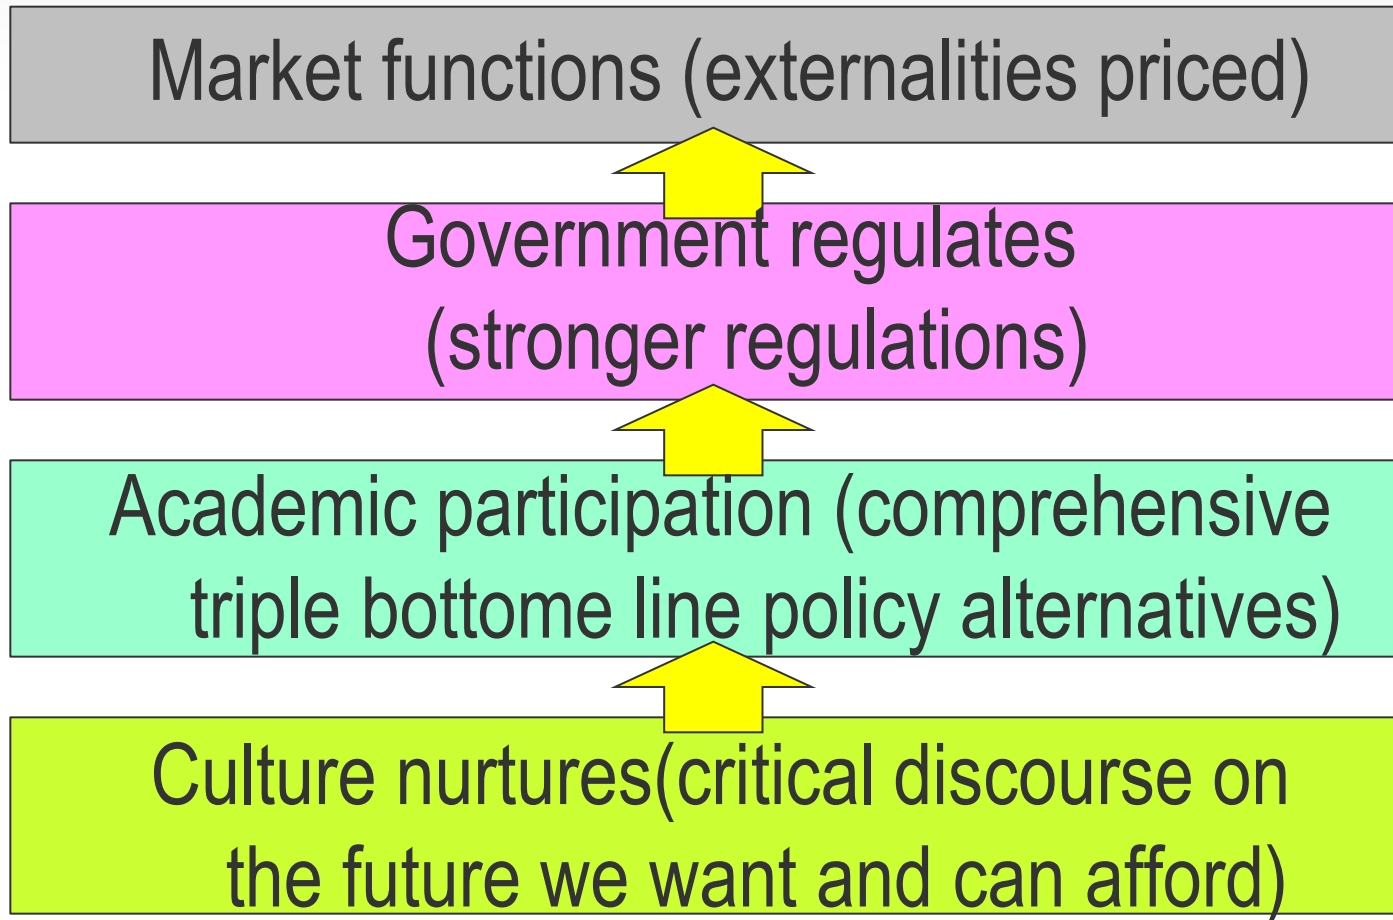 Market functions (externalities priced)
Government regulates
(stronger regulations)
Academic participation (comprehensive
triple bottome line policy alternatives)
Culture nurtures(critical discourse on
the future we want and can afford)